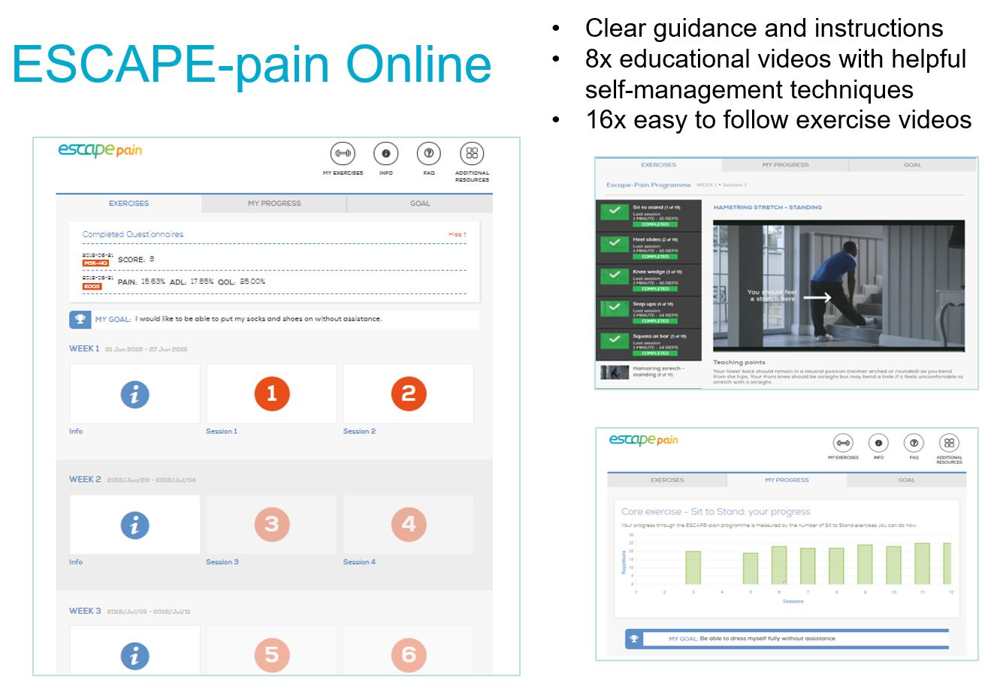 ESCAPE-pain Online
• Clear guidance and instructions
• 8x educational videos with helpful
self-management techniques
• 16x easy to follow exercise videos
escape pain
MY EXERCISES INFO FAQ ADDITIONAL
RESOURCES
EXERCISES MY PROGRESS GOAL
Completed Questionnaires Hide ↑
2018-06-21
MSK-HQ SCORE: 8
2018-06-21
KOOS PAIN: 15.83% ADL: 17.85% QOL: 25.00%
MY GOAL: I would like to be able to put my socks and shoes on without assistance.
WEEK 1 21 Jun 2018 - 27 Jun 2018
i 1 2
Info Session 1 Session 2
WEEK 2 2018/Jun/28 - 2018/Jul/04
i 3 4
Info Session 3 Session 4
WEEK 3 2018/Jul/05 - 2018/Jul/11
i 5 6
EXERCISES MY PROGRESS GOAL
Escape-Pain Programme WEEK 1 • Session 1
Sit to stand (1 of 16)
Last session
1 MINUTE - 15 REPS
COMPLETED
Heel slides (2 of 16)
Last session
1 MINUTE - 16 REPS
COMPLETED
Knee wedge (3 of 16)
Last session
1 MINUTE - 16 REPS
COMPLETED
Step ups (4 of 16)
Last session
1 MINUTE - 14 REPS
COMPLETED
Squats at bar (5 of 16)
Last session
1 MINUTE - 14 REPS
COMPLETED
Hamstring stretch -
standing (6 of 16)
HAMSTRING STRETCH - STANDING
You should feel
a stretch here
Teaching points
Your lower back should remain in a neutral position (neither arched or rounded) as you bend
from the hips. Your front knee should be straight but may bend a little if it feels uncomfortable to
stretch with it straight.
escape pain
MY EXERCISES INFO FAQ ADDITIONAL
RESOURCES
EXERCISES MY PROGRESS GOAL
Core exercise - Sit to Stand: your progress
Your progress through the ESCAPE-pain programme is measured by the number of Sit to Stand exercises you can do now.
30
25
20
15
10
5
0
Repetitions
1 2 3 4 5 6 7 8 9 10 11 12
Sessions
MY GOAL: Be able to dress myself fully without assistance